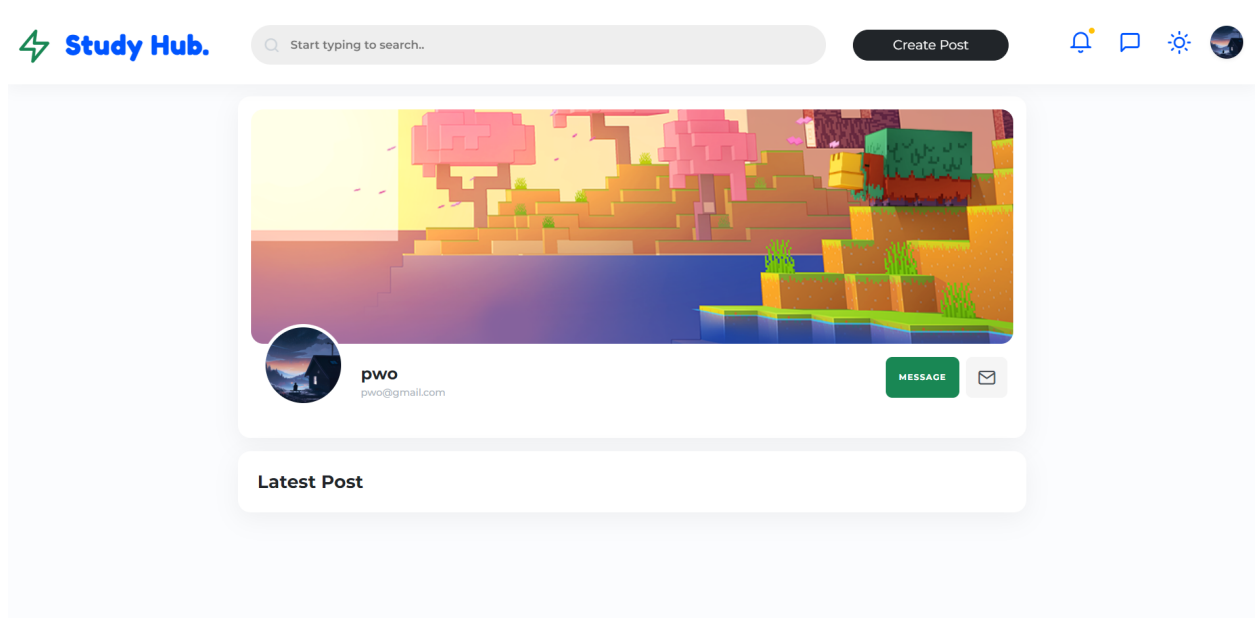 Study Hub.
Start typing to search..
Create Post
pwo
pwo@gmail.com
MESSAGE
Latest Post